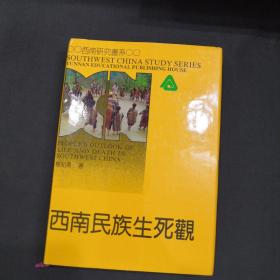 ○○西南研究書系○○
SOUTHWEST CHINA STUDY SERIES
YUNNAN EDUCATIONAL PUBLISHING HOUSE
PEOPLE'S OUTLOOK OF
LIFE AND DEATH IN
SOUTHWEST CHINA
著
西南民族生死觀